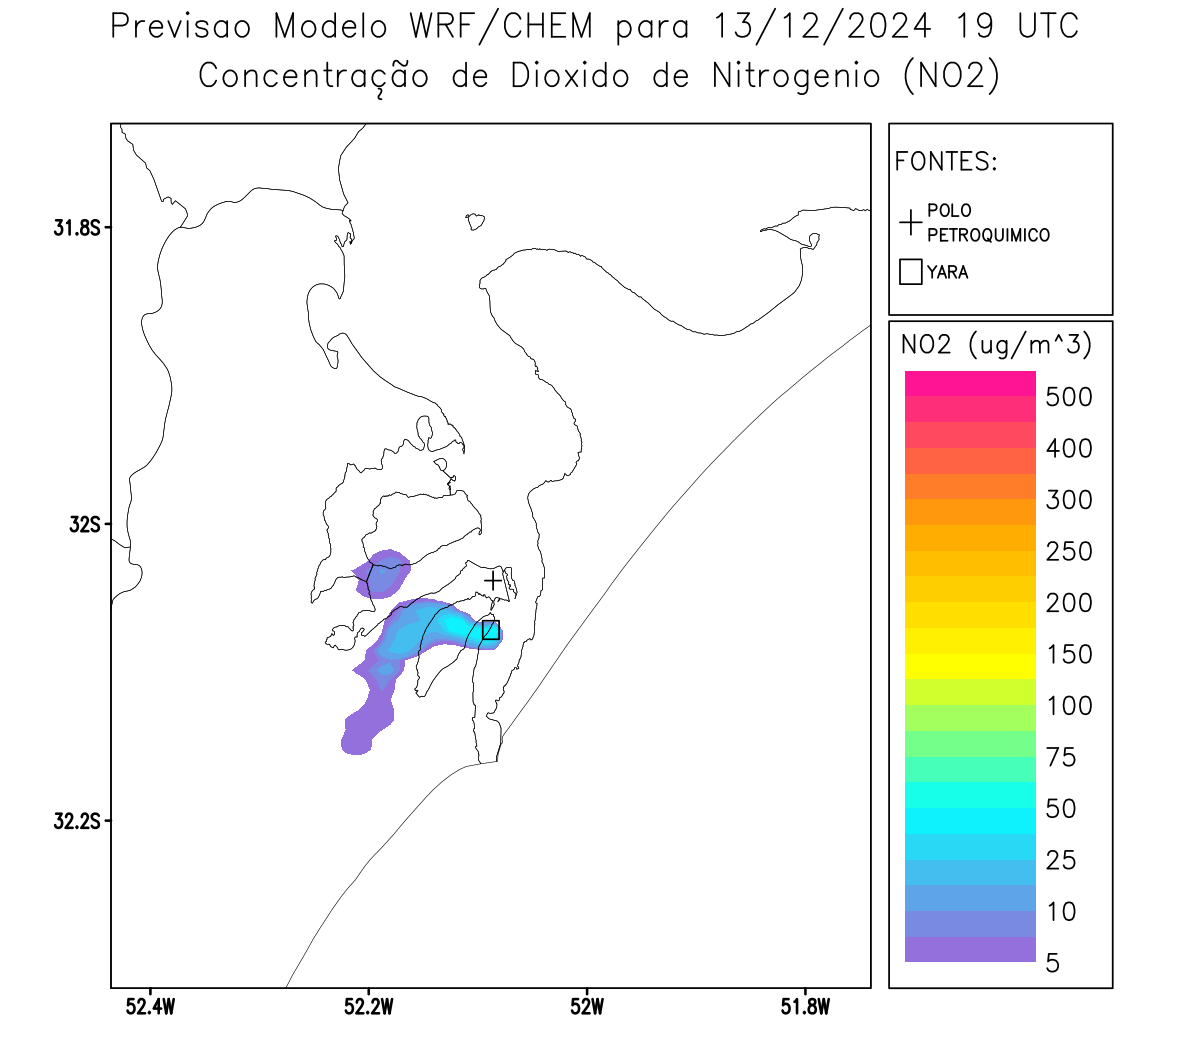 Previsao Modelo WRF/CHEM para 13/12/2024 19 UTC
Concentração de Dioxido de Nitrogenio (NO2)
FONTES:
POLO
PETROQUIMICO
YARA
NO2 (ug/m^3)
500
400
300
250
200
150
100
75
50
25
10
5
31.8S
32S
32.2S
52.4W
52.2W
52W
51.8W